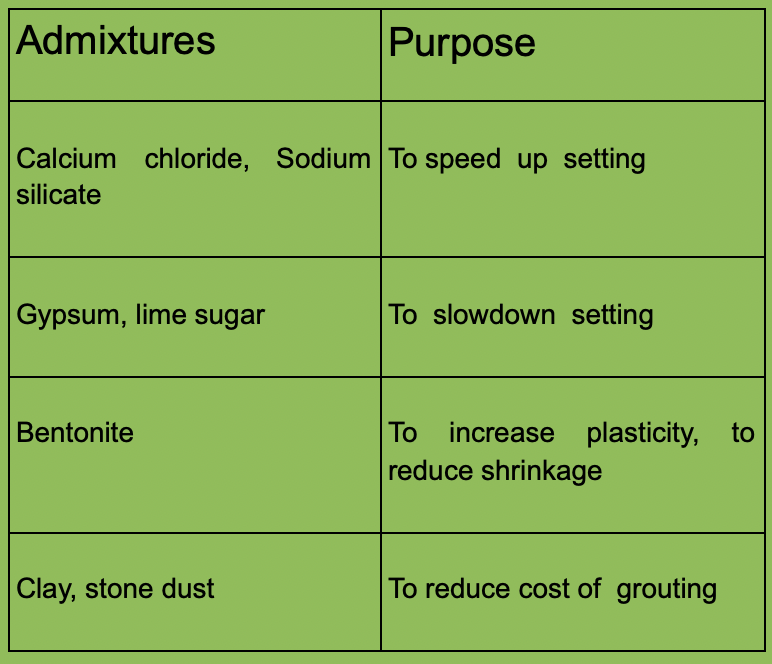 Admixtures
Purpose
Calcium chloride, Sodium
silicate
To speed up setting
Gypsum, lime sugar
To slowdown setting
Bentonite
To increase plasticity, to
reduce shrinkage
Clay, stone dust
To reduce cost of grouting